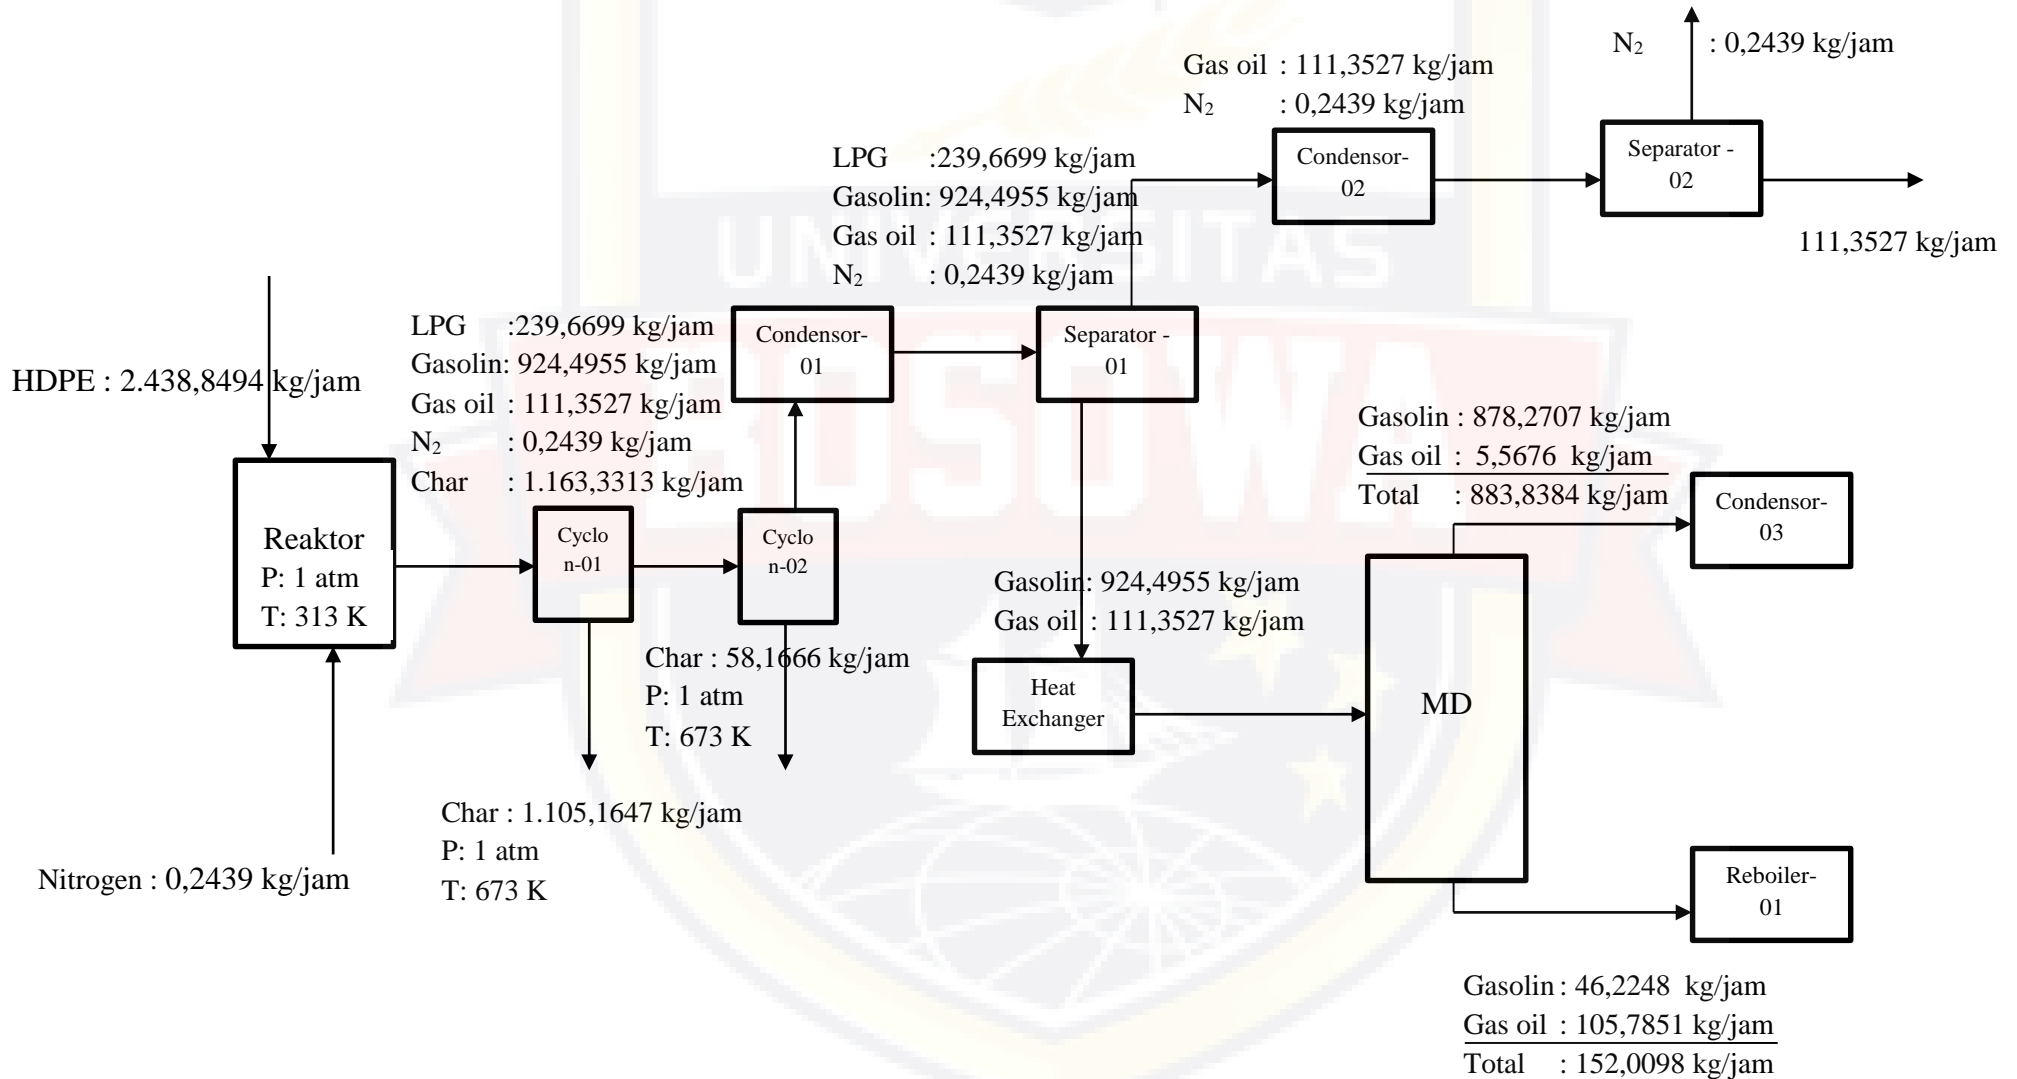 N₂ : 0,2439 kg/jam
Gas oil : 111,3527 kg/jam
N₂ : 0,2439 kg/jam
Condensor-
02
Separator -
02
111,3527 kg/jam
LPG :239,6699 kg/jam
Gasolin: 924,4955 kg/jam
Gas oil : 111,3527 kg/jam
N₂ : 0,2439 kg/jam
UNIVERSITAS
BOSOWA
LPG :239,6699 kg/jam
Gasolin: 924,4955 kg/jam
Gas oil : 111,3527 kg/jam
N₂ : 0,2439 kg/jam
Char : 1.163,3313 kg/jam
Condensor-
01
Separator -
01
HDPE : 2.438,8494 kg/jam
Reaktor
P: 1 atm
T: 313 K
Cyclo
n-01
Cyclo
n-02
Gasolin : 878,2707 kg/jam
Gas oil : 5,5676 kg/jam
Total : 883,8384 kg/jam
Condensor-
03
Gasolin: 924,4955 kg/jam
Gas oil : 111,3527 kg/jam
Char : 58,1666 kg/jam
P: 1 atm
T: 673 K
Heat
Exchanger
MD
Char : 1.105,1647 kg/jam
P: 1 atm
T: 673 K
Nitrogen : 0,2439 kg/jam
Reboiler-
01
Gasolin : 46,2248 kg/jam
Gas oil : 105,7851 kg/jam
Total : 152,0098 kg/jam